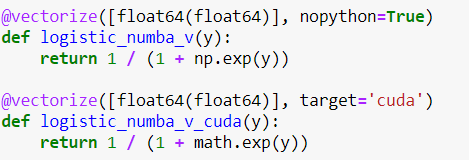 @vectorize([float64(float64)], nopython=True)
def logistic_numba_v(y):
    return 1 / (1 + np.exp(y))
@vectorize([float64(float64)], target='cuda')
def logistic_numba_v_cuda(y):
    return 1 / (1 + math.exp(y))